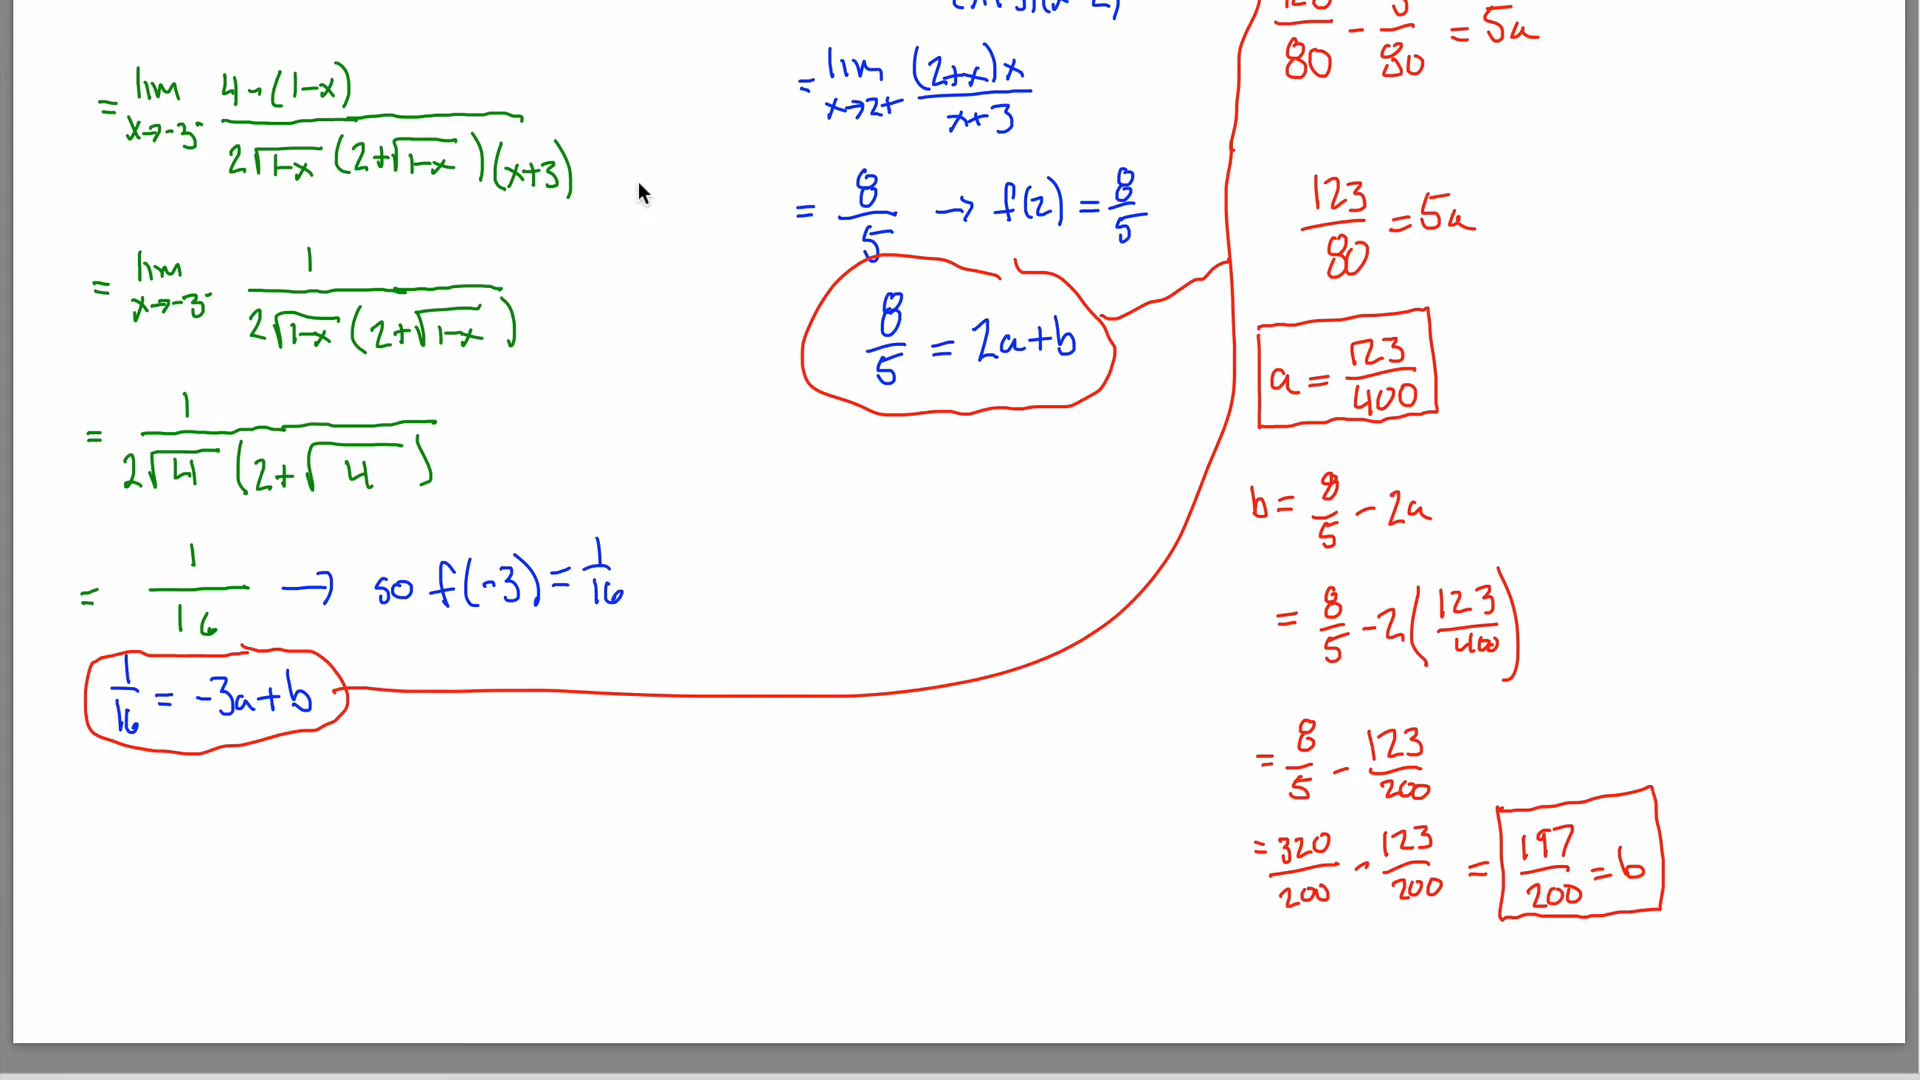 = lim x→-3⁻ 4-(1-x) / 2√1-x (2+√1-x)(x+3)
= lim x→-3⁻ 1 / 2√1-x (2+√1-x)
= 1 / 2√4 (2+√4)
= 1/16 → so f(-3) = 1/16
1/16 = -3a+b
= lim x→2+ (2+x)x / x+3
= 8/5 → f(2) = 8/5
8/5 = 2a+b
/80 - /80 = 5a
123/80 = 5a
a = 123/400
b = 8/5 - 2a
= 8/5 - 2(123/400)
= 8/5 - 123/200
= 320/200 - 123/200 = 197/200 = b